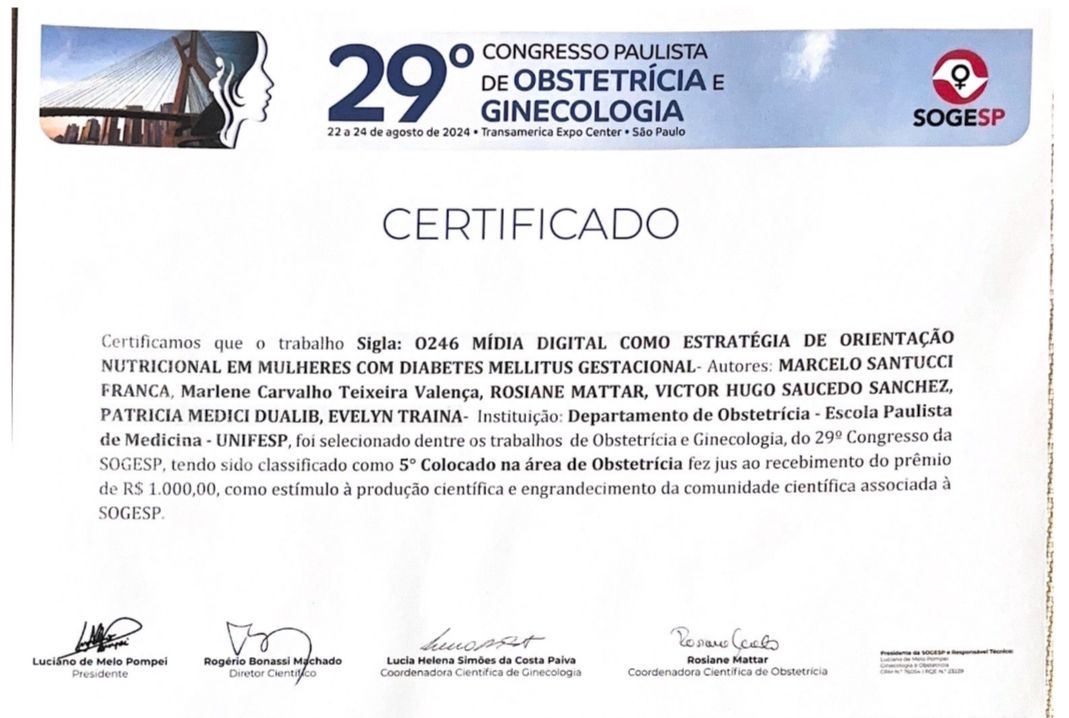 29º CONGRESSO PAULISTA
DE OBSTETRÍCIA E
GINECOLOGIA
22 a 24 de agosto de 2024 • Transamerica Expo Center • São Paulo
SOGESP
CERTIFICADO
Certificamos que o trabalho Sigla: O246 MÍDIA DIGITAL COMO ESTRATÉGIA DE ORIENTAÇÃO
NUTRICIONAL EM MULHERES COM DIABETES MELLITUS GESTACIONAL- Autores: MARCELO SANTUCCI
FRANCA, Marlene Carvalho Teixeira Valença, ROSIANE MATTAR, VICTOR HUGO SAUCEDO SANCHEZ,
PATRICIA MEDICI DUALIB, EVELYN TRAINA- Instituição: Departamento de Obstetrícia - Escola Paulista
de Medicina - UNIFESP, foi selecionado dentre os trabalhos de Obstetrícia e Ginecologia, do 29º Congresso da
SOGESP, tendo sido classificado como 5° Colocado na área de Obstetrícia fez jus ao recebimento do prêmio
de R$ 1.000,00, como estímulo à produção científica e engrandecimento da comunidade científica associada à
SOGESP.
Luciano de Melo Pompei
Presidente
Rogério Bonassi Machado
Diretor Científico
Lucia Helena Simões da Costa Paiva
Coordenadora Científica de Ginecologia
Rosiane Mattar
Coordenadora Científica de Obstetrícia
Presidente da SOGESP e Responsável Técnico:
Luciano de Melo Pompei
Ginecologia e Obstetrícia